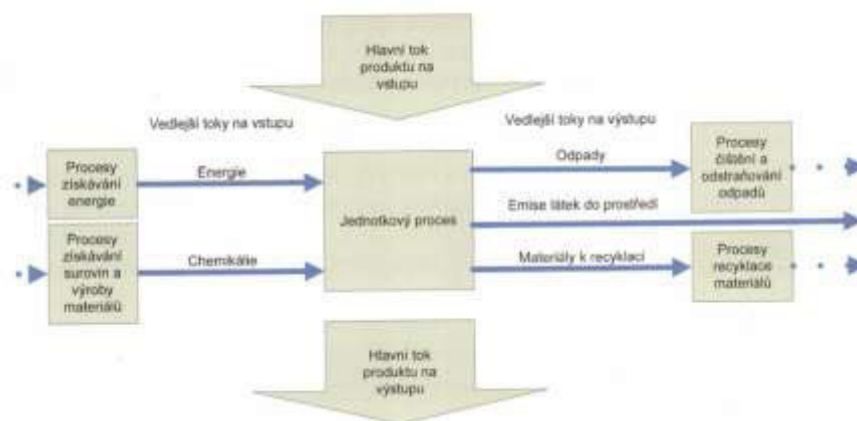 Hlavní tok
produktu na
vstupu
Vedlejší toky na vstupu
Vedlejší toky na výstupu
Procesy
získávání
energie
Energie
Jednotkový proces
Odpady
Procesy
čištění a
odstraňování
odpadů
Emise látek do prostředí
Procesy
získávání
surovin a
výroby
materiálů
Chemikálie
Materiály k recyklaci
Procesy
recyklace
materiálů
Hlavní tok
produktu na
výstupu